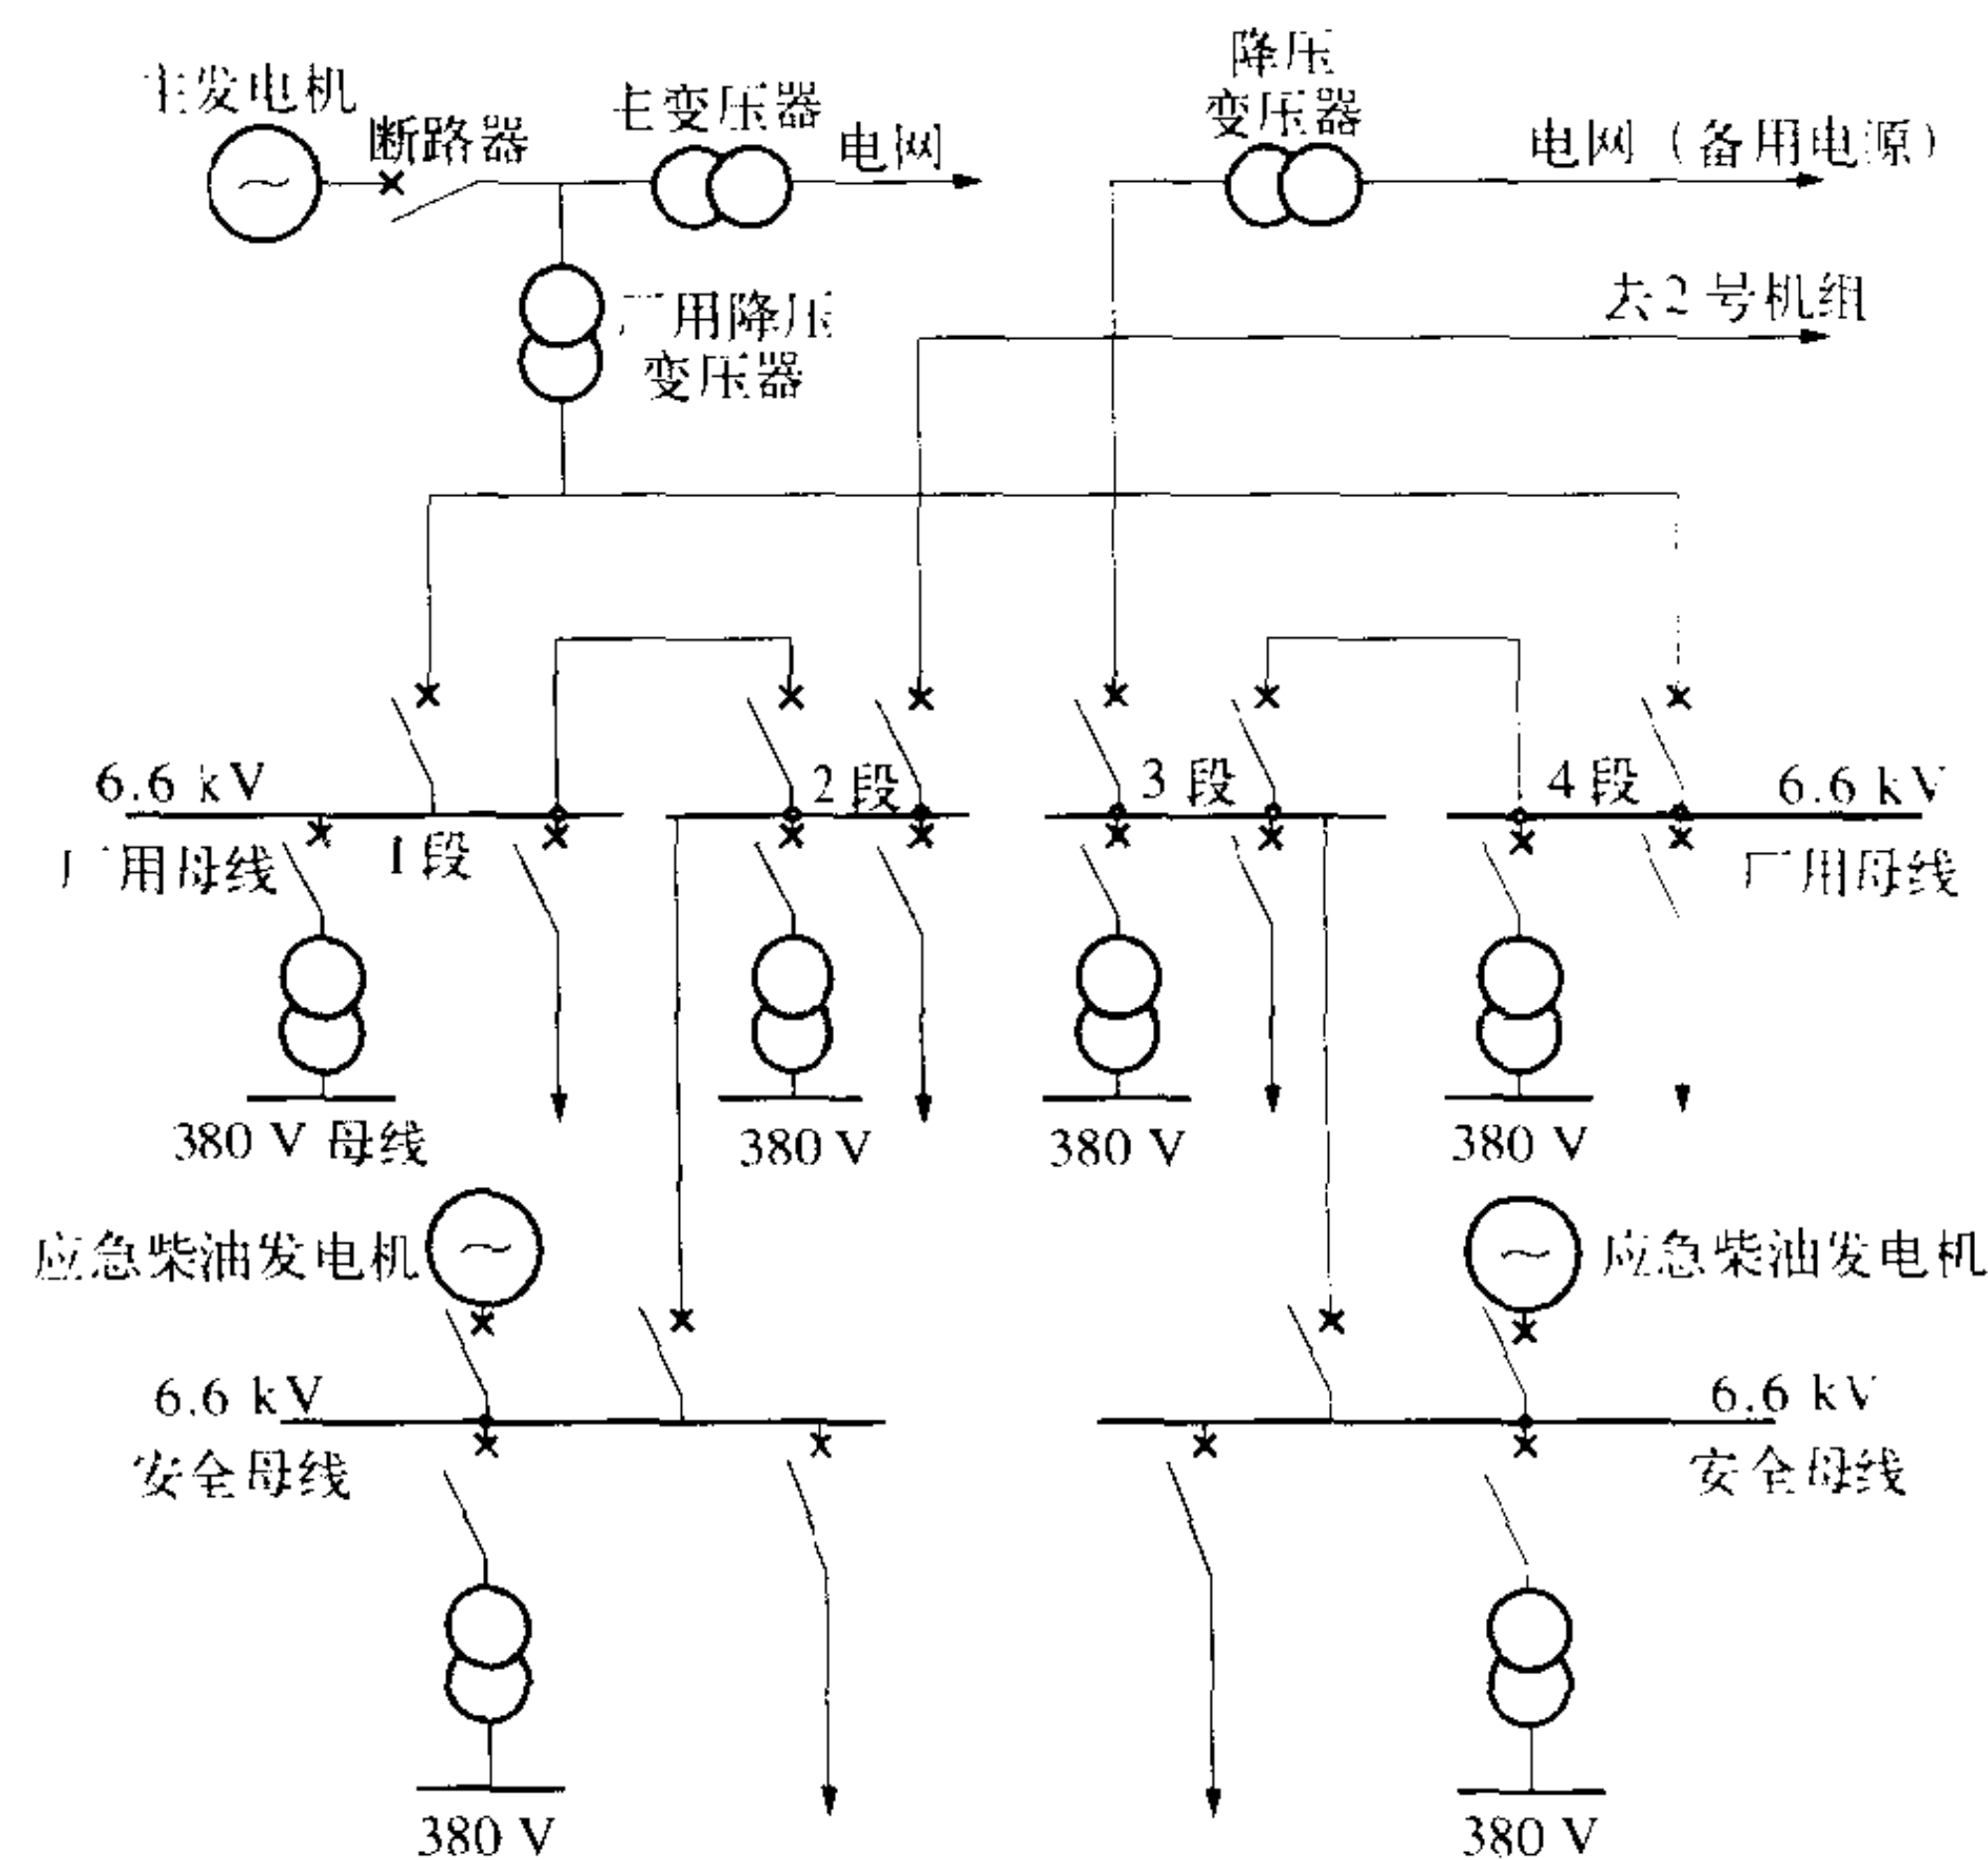 主发电机
断路器
主变压器
电网
降压
变压器
电网（备用电源）
去2号机组
厂用降压
变压器
6.6 kV
厂用母线
1段
2段
3段
4段
6.6 kV
厂用母线
380 V 母线
380 V
380 V
380 V
应急柴油发电机
应急柴油发电机
6.6 kV
安全母线
6.6 kV
安全母线
380 V
380 V